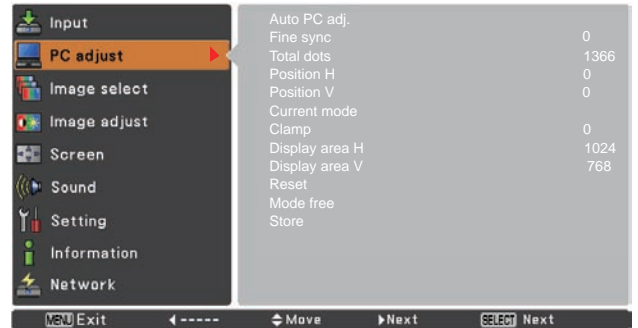 Input
PC adjust
Image select
Image adjust
Screen
Sound
Setting
Information
Network
Auto PC adj.
Fine sync 0
Total dots 1366
Position H 0
Position V 0
Current mode
Clamp 0
Display area H 1024
Display area V 768
Reset
Mode free
Store
MENU Exit ◀----- Move ▶Next SELECT Next